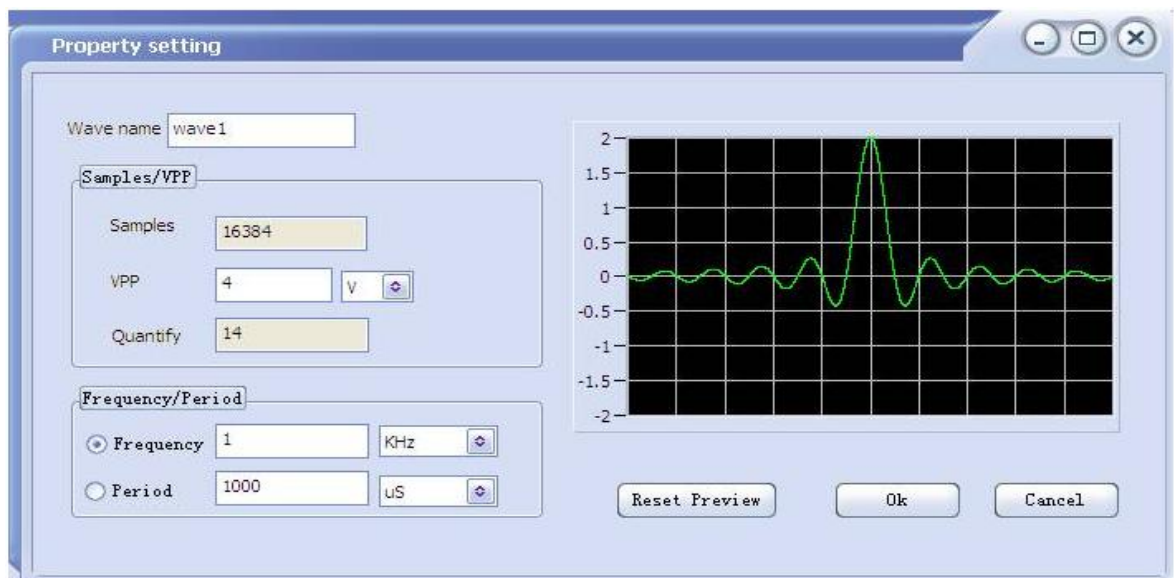 Property setting
Wave name wave1
Samples/VPP
Samples 16384
VPP 4 V
Quantify 14
Frequency/Period
Frequency 1 KHz
Period 1000 uS
2
1.5
1
0.5
0
-0.5
-1
-1.5
-2
Reset Preview Ok Cancel